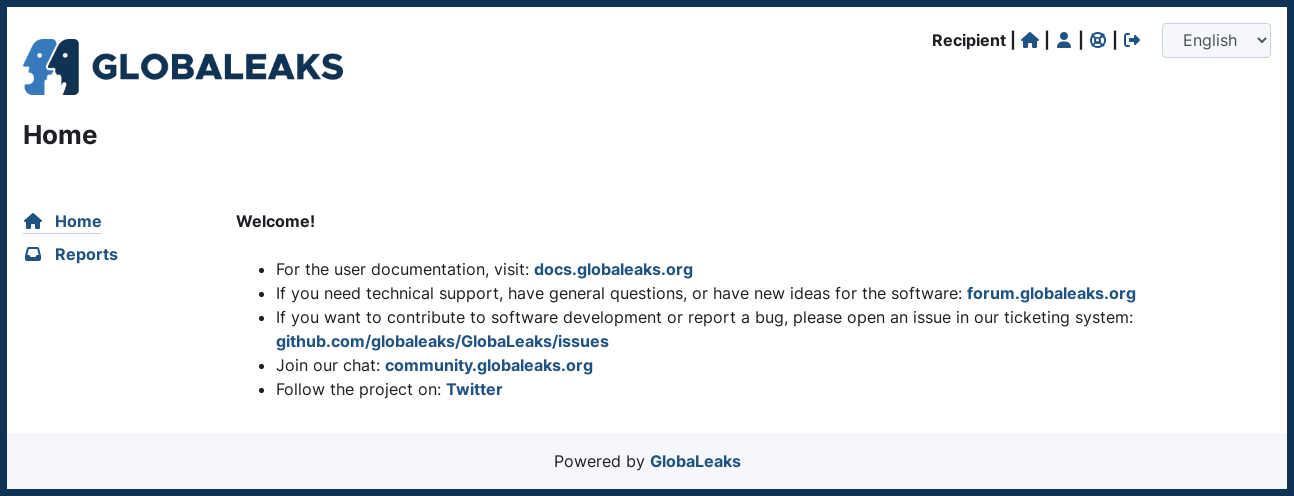 GLOBALEAKS
Recipient | | | |
English
Home
Home
Reports
Welcome!
For the user documentation, visit: docs.globaleaks.org
If you need technical support, have general questions, or have new ideas for the software: forum.globaleaks.org
If you want to contribute to software development or report a bug, please open an issue in our ticketing system:
github.com/globaleaks/GlobaLeaks/issues
Join our chat: community.globaleaks.org
Follow the project on: Twitter
Powered by GlobaLeaks